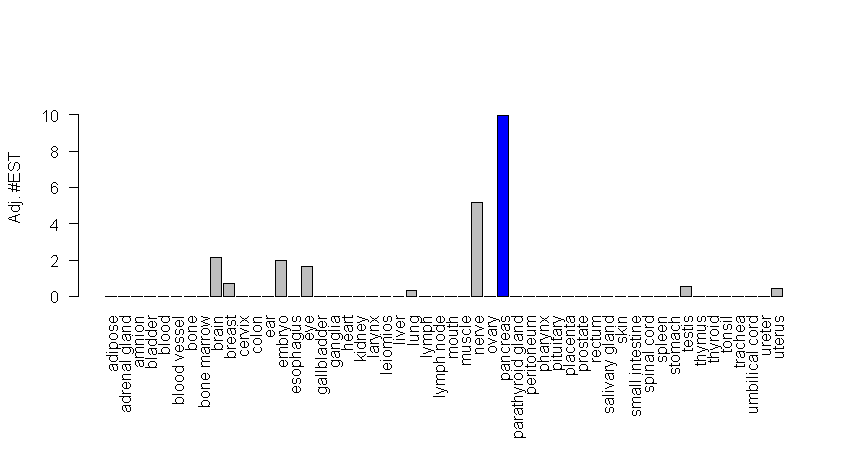 Adj. #EST
10
8
6
4
2
0
adipose
adrenal gland
amnion
bladder
blood
blood vessel
bone
bone marrow
brain
breast
cervix
colon
ear
embryo
esophagus
eye
gallbladder
ganglia
heart
kidney
larynx
leiomios
liver
lung
lymph
lymph node
mouth
muscle
nerve
ovary
pancreas
parathyroid gland
peritoneum
pharynx
pituitary
placenta
prostate
rectum
salivary gland
skin
small intestine
spinal cord
spleen
stomach
testis
thymus
thyroid
tonsil
trachea
umbilical cord
ureter
uterus